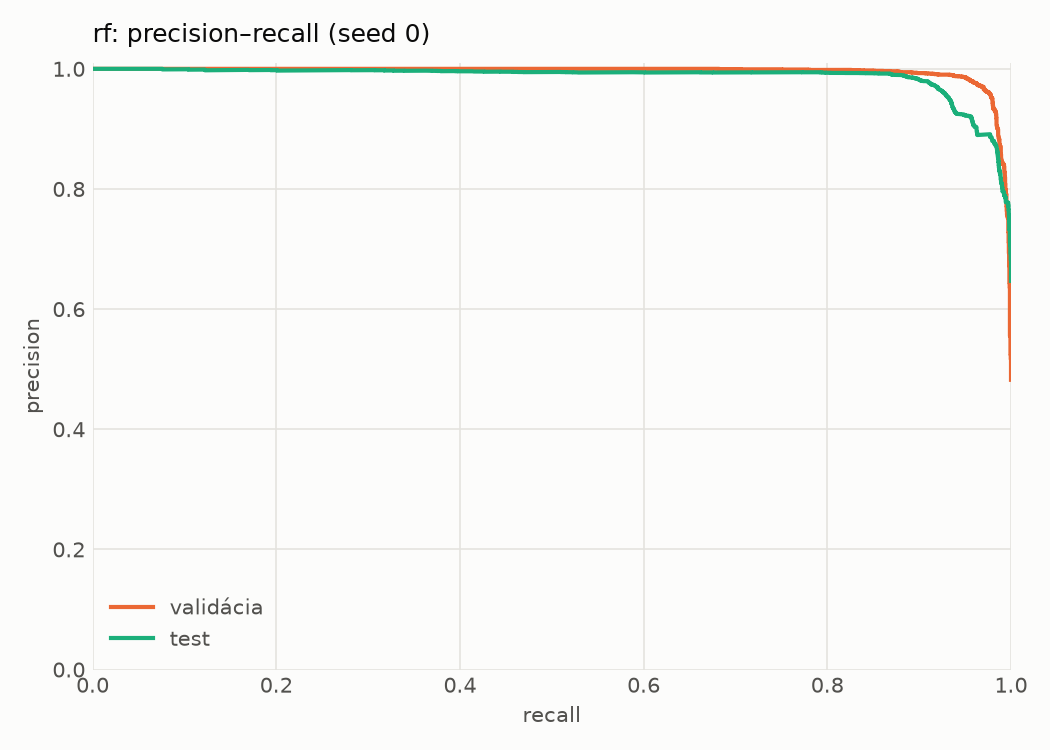 rf: precision–recall (seed 0)
1.0
0.8
0.6
0.4
0.2
0.0
precision
validácia
test
0.0 0.2 0.4 0.6 0.8 1.0
recall